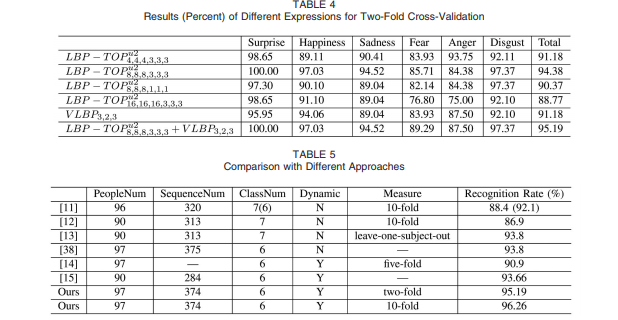 TABLE 4
Results (Percent) of Different Expressions for Two-Fold Cross-Validation
Surprise Happiness Sadness Fear Anger Disgust Total
LBP − TOP^{u2}_{4,4,4,3,3,3} 98.65 89.11 90.41 83.93 93.75 92.11 91.18
LBP − TOP^{u2}_{8,8,8,3,3,3} 100.00 97.03 94.52 85.71 84.38 97.37 94.38
LBP − TOP^{u2}_{8,8,8,1,1,1} 97.30 90.10 89.04 82.14 84.38 97.37 90.37
LBP − TOP^{u2}_{16,16,16,3,3,3} 98.65 91.10 89.04 76.80 75.00 92.10 88.77
VLBP_{3,2,3} 95.95 94.06 89.04 83.93 87.50 92.10 91.18
LBP − TOP^{u2}_{8,8,8,3,3,3} + VLBP_{3,2,3} 100.00 97.03 94.52 89.29 87.50 97.37 95.19
TABLE 5
Comparison with Different Approaches
PeopleNum SequenceNum ClassNum Dynamic Measure Recognition Rate (%)
[11] 96 320 7(6) N 10-fold 88.4 (92.1)
[12] 90 313 7 N 10-fold 86.9
[13] 90 313 7 N leave-one-subject-out 93.8
[38] 97 375 6 N — 93.8
[14] 97 — 6 Y five-fold 90.9
[15] 90 284 6 Y — 93.66
Ours 97 374 6 Y two-fold 95.19
Ours 97 374 6 Y 10-fold 96.26